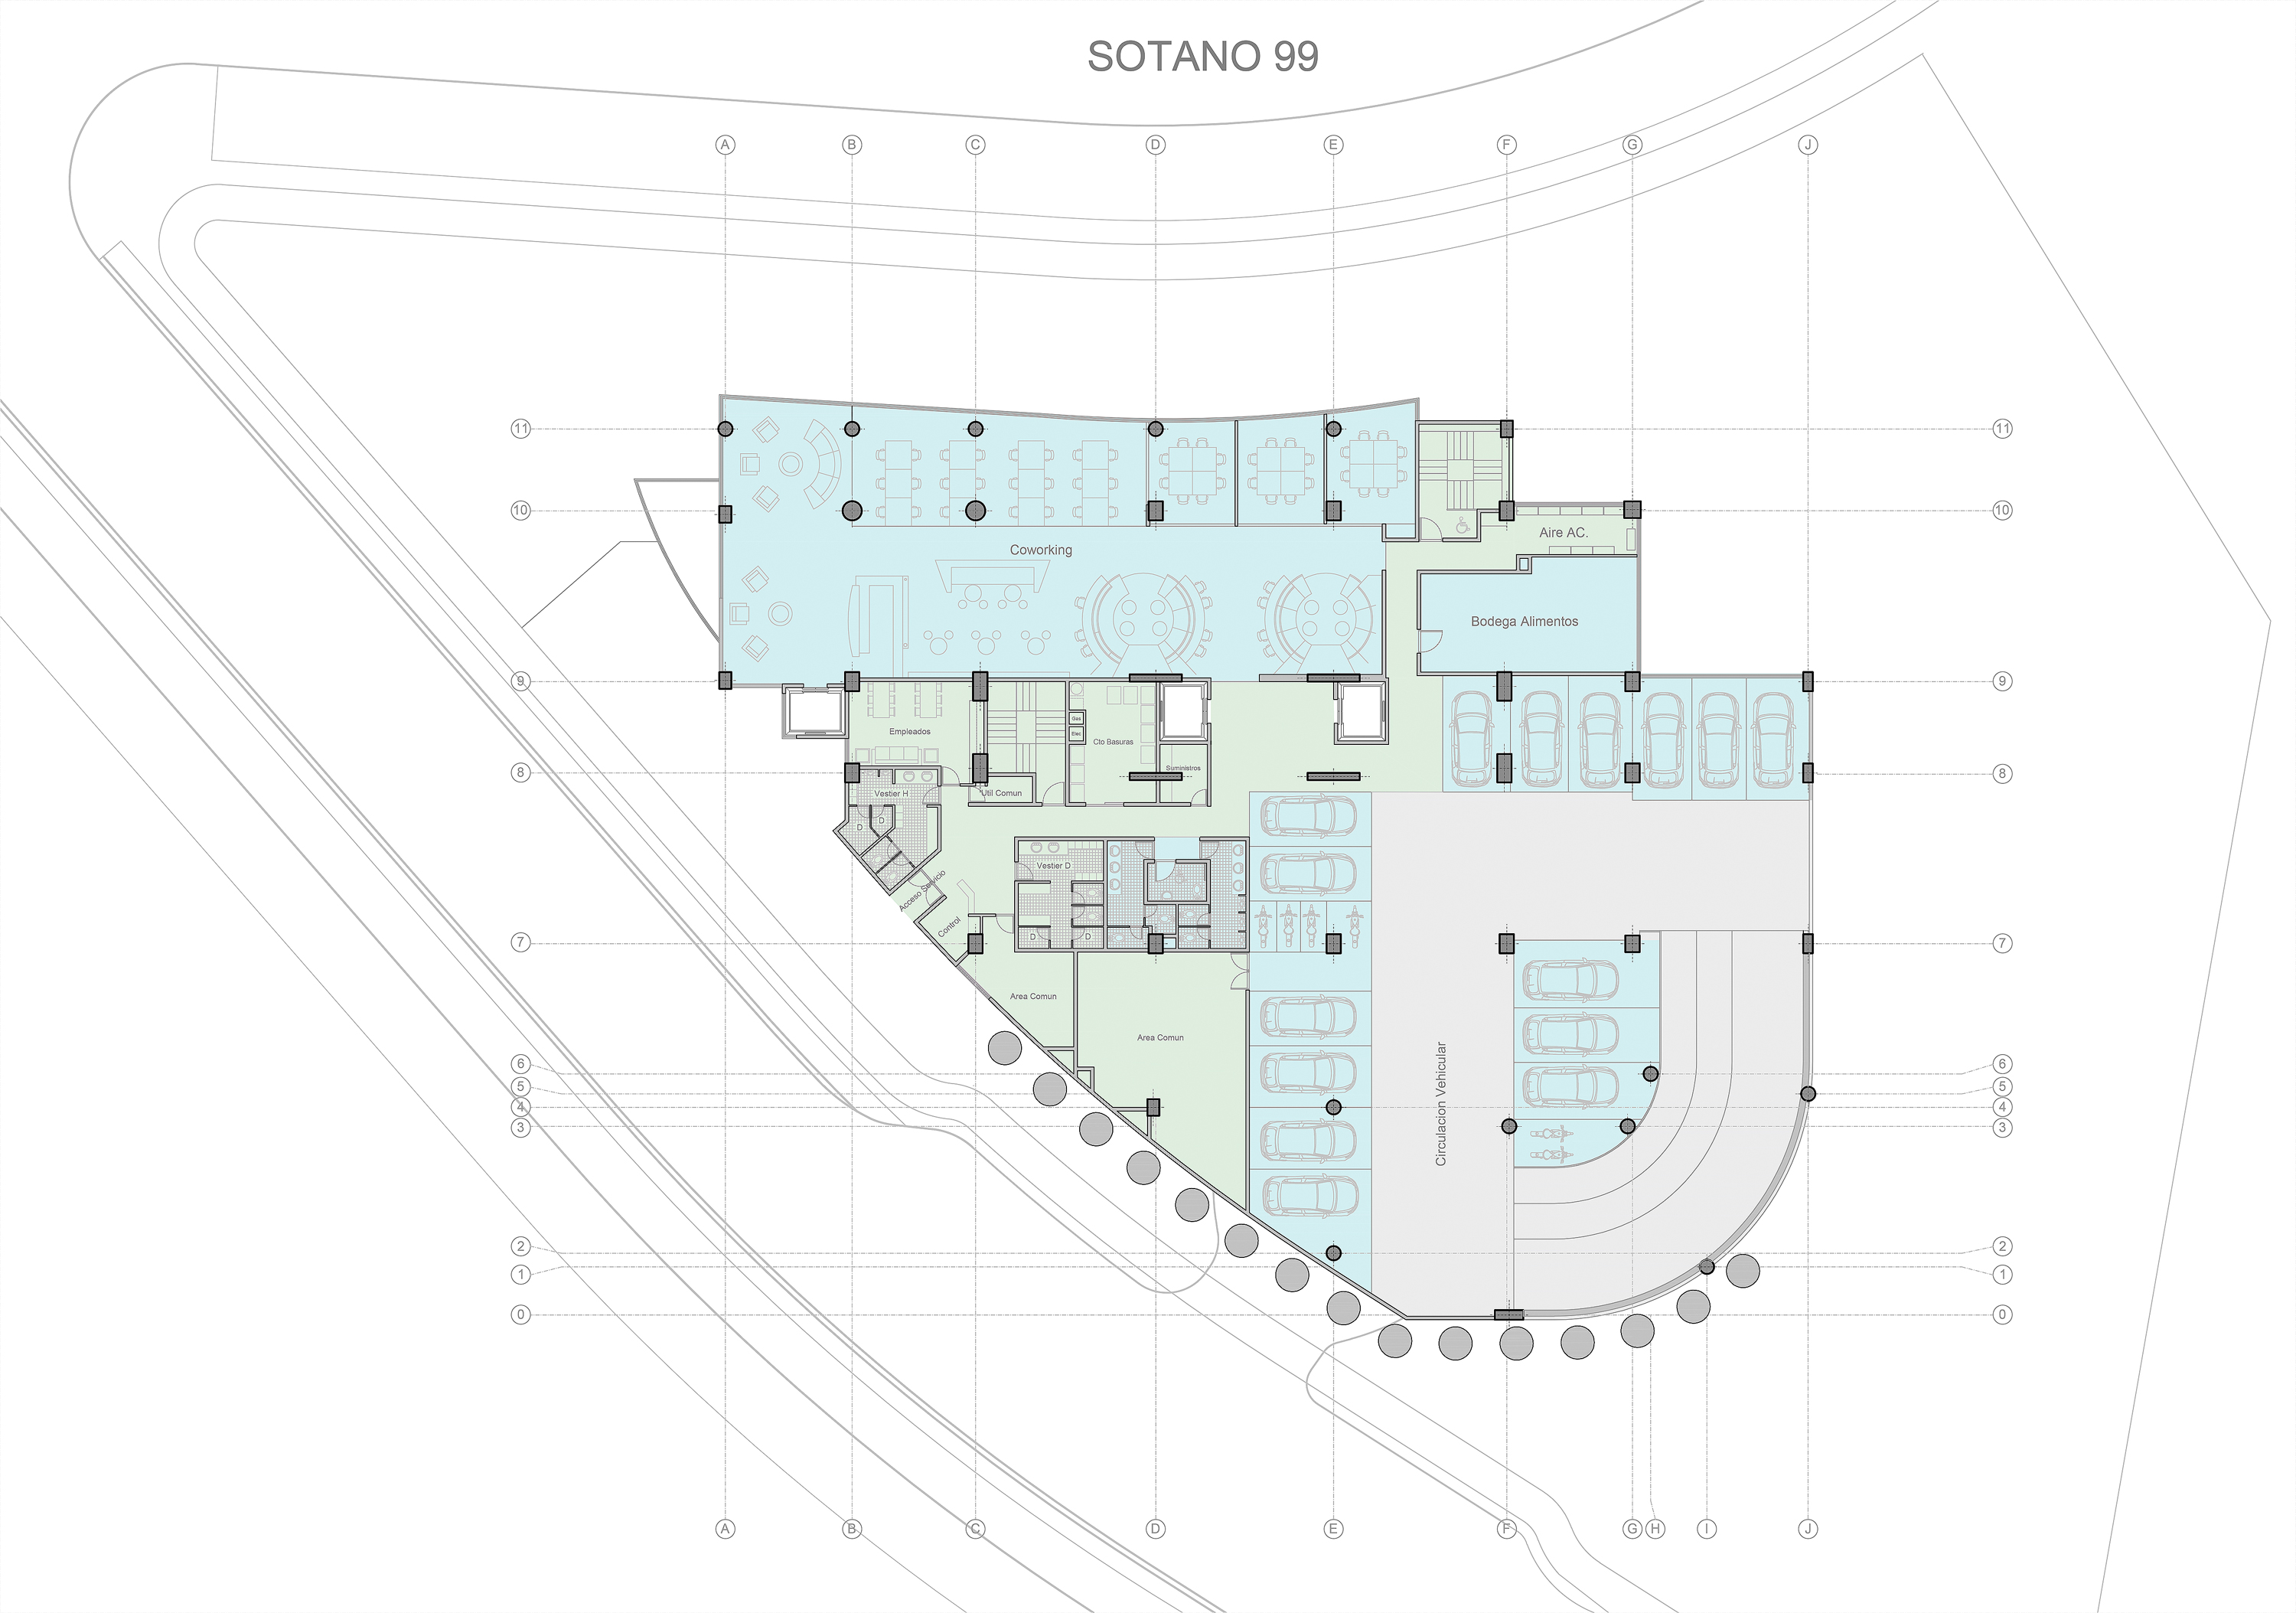 SOTANO 99
A B C D E F G J
11 11
10 10
Aire AC.
Coworking
Bodega Alimentos
9 9
Gas
Elec
Empleados
Cto Basuras
Suministros
8 8
Vestier H
Util Comun
D D
Vestier D
Acceso Servicio
Control
D D
7 7
Area Comun
Area Comun
Circulacion Vehicular
6 6
5 5
4 4
3 3
2 2
1 1
0 0
A B C D E F G H I J